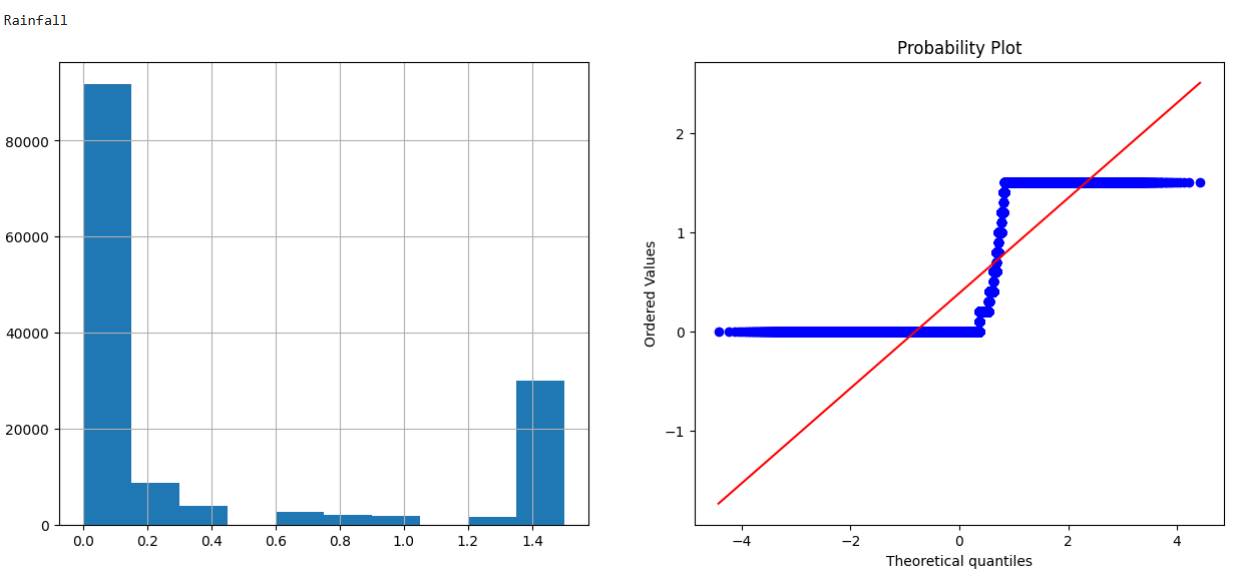 Rainfall
80000
60000
40000
20000
0
0.0 0.2 0.4 0.6 0.8 1.0 1.2 1.4
Probability Plot
Ordered Values
2
1
0
−1
−4 −2 0 2 4
Theoretical quantiles